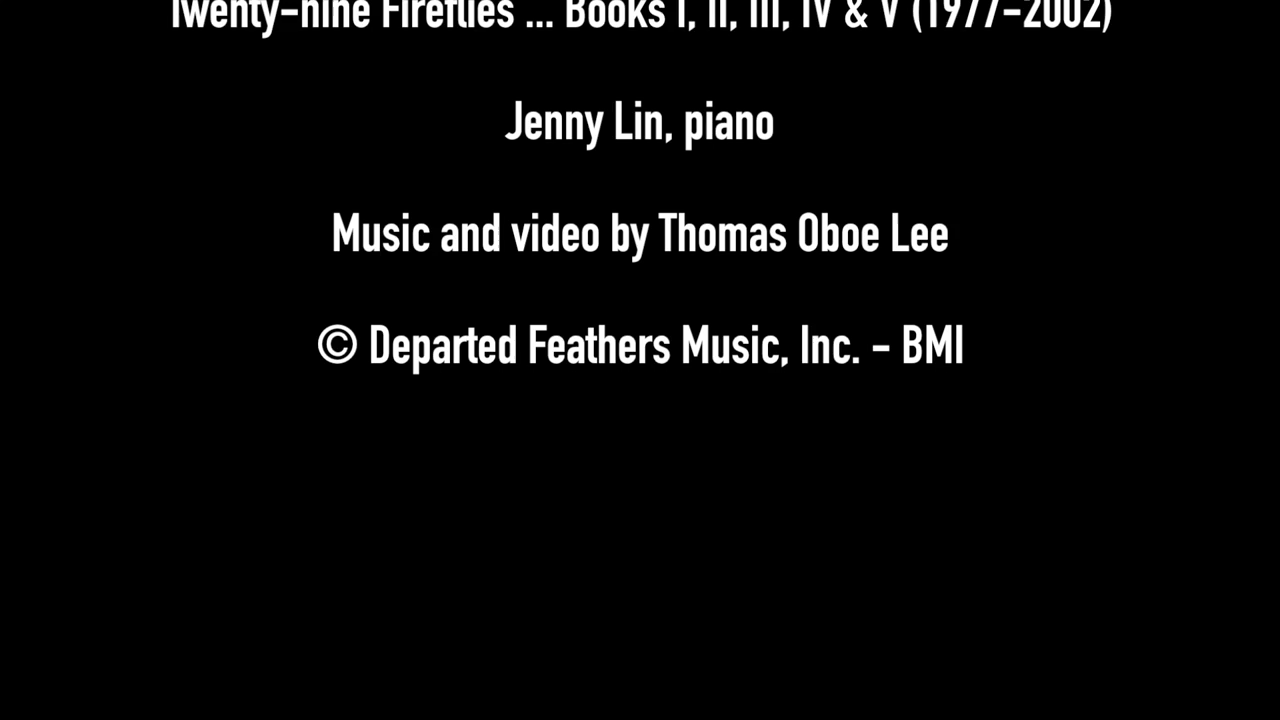 Twenty-nine Fireflies ... Books I, II, III, IV & V (1977-2002)
Jenny Lin, piano
Music and video by Thomas Oboe Lee
© Departed Feathers Music, Inc. - BMI